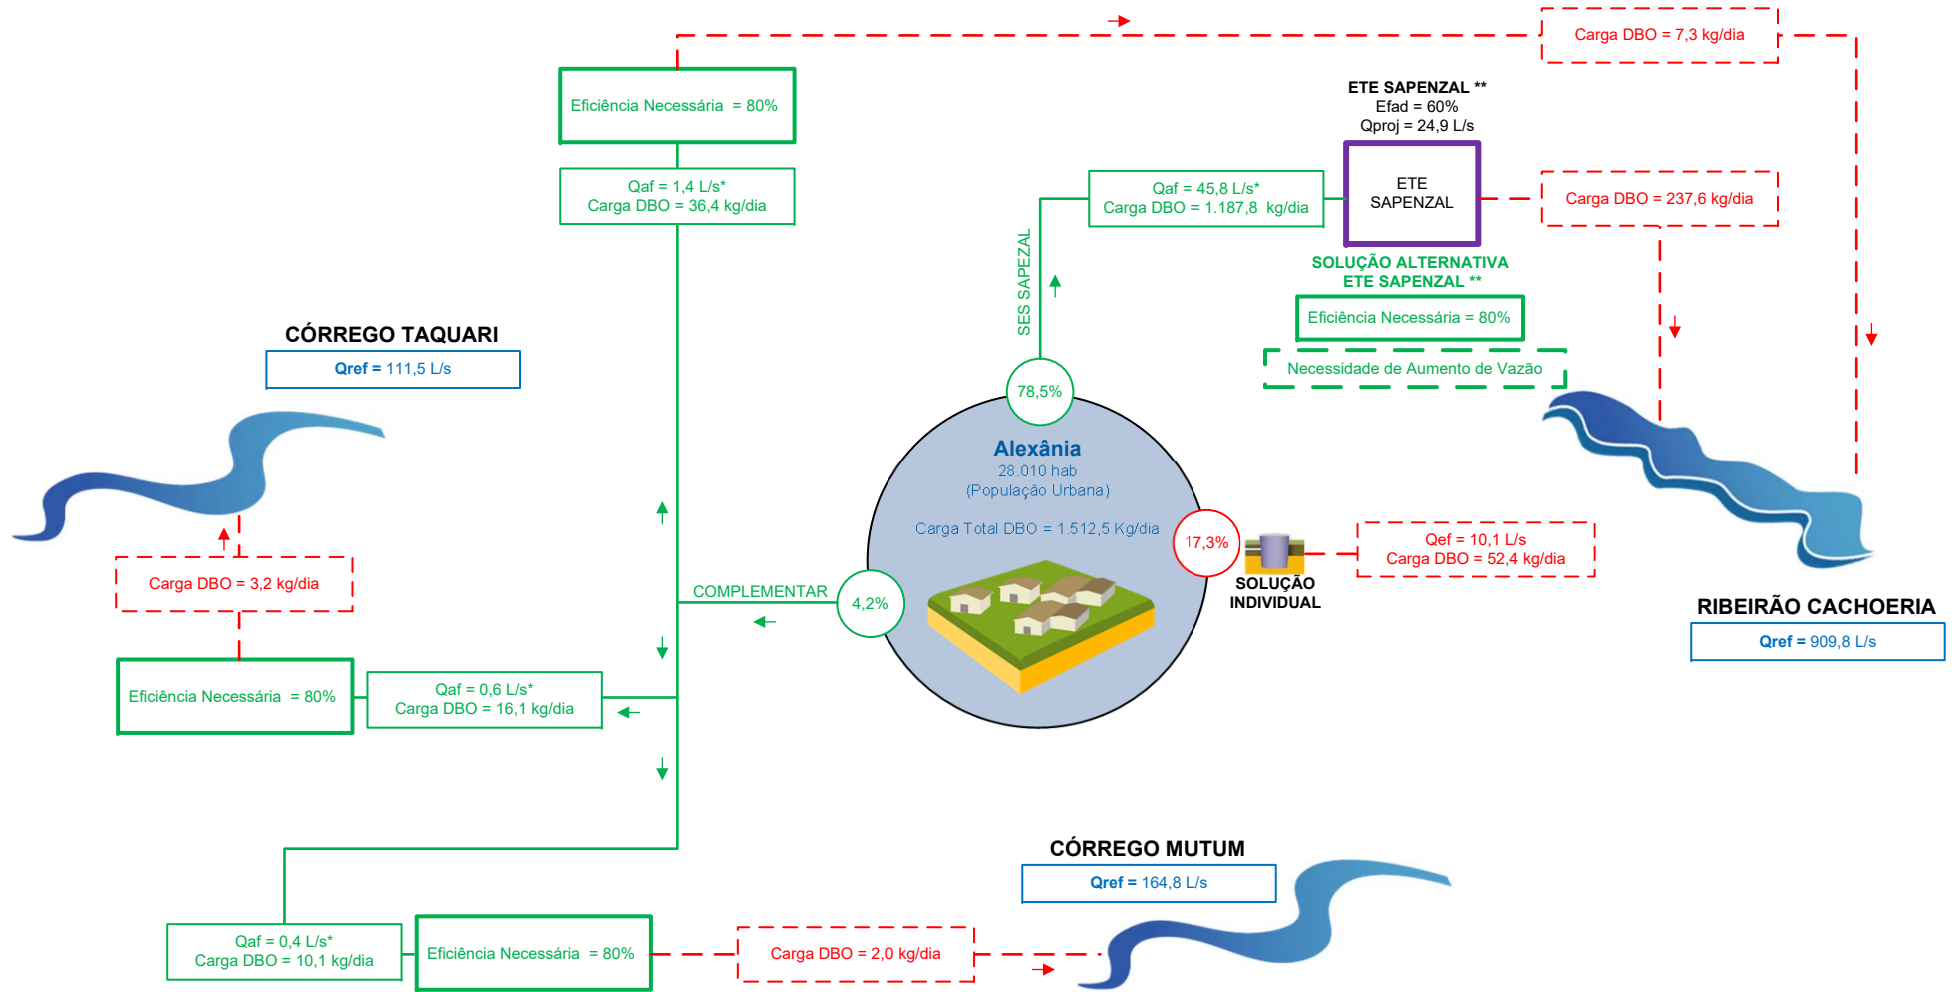 Carga DBO = 7,3 kg/dia
Eficiência Necessária = 80%
Qaf = 1,4 L/s*
Carga DBO = 36,4 kg/dia
ETE SAPENZAL **
Efad = 60%
Qproj = 24,9 L/s
ETE
SAPENZAL
Qaf = 45,8 L/s*
Carga DBO = 1.187,8 kg/dia
Carga DBO = 237,6 kg/dia
SES SAPEZAL
SOLUÇÃO ALTERNATIVA
ETE SAPENZAL **
Eficiência Necessária = 80%
Necessidade de Aumento de Vazão
CÓRREGO TAQUARI
Qref = 111,5 L/s
78,5%
Alexânia
28.010 hab
(População Urbana)
Carga Total DBO = 1.512,5 Kg/dia
17,3%
SOLUÇÃO
INDIVIDUAL
Qef = 10,1 L/s
Carga DBO = 52,4 kg/dia
RIBEIRÃO CACHOERIA
Qref = 909,8 L/s
Carga DBO = 3,2 kg/dia
COMPLEMENTAR
4,2%
Eficiência Necessária = 80%
Qaf = 0,6 L/s*
Carga DBO = 16,1 kg/dia
CÓRREGO MUTUM
Qref = 164,8 L/s
Qaf = 0,4 L/s*
Carga DBO = 10,1 kg/dia
Eficiência Necessária = 80%
Carga DBO = 2,0 kg/dia